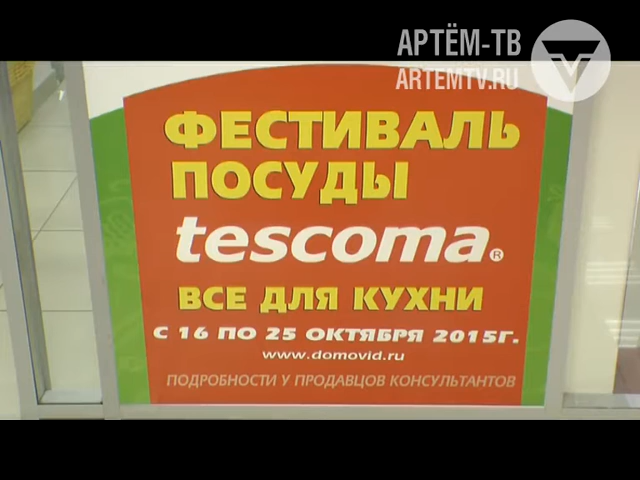 АРТЁМ-ТВ
ARTEMTV.RU
ФЕСТИВАЛЬ
ПОСУДЫ
tescoma®
ВСЕ ДЛЯ КУХНИ
С 16 ПО 25 ОКТЯБРЯ 2015Г.
www.domovid.ru
ПОДРОБНОСТИ У ПРОДАВЦОВ КОНСУЛЬТАНТОВ